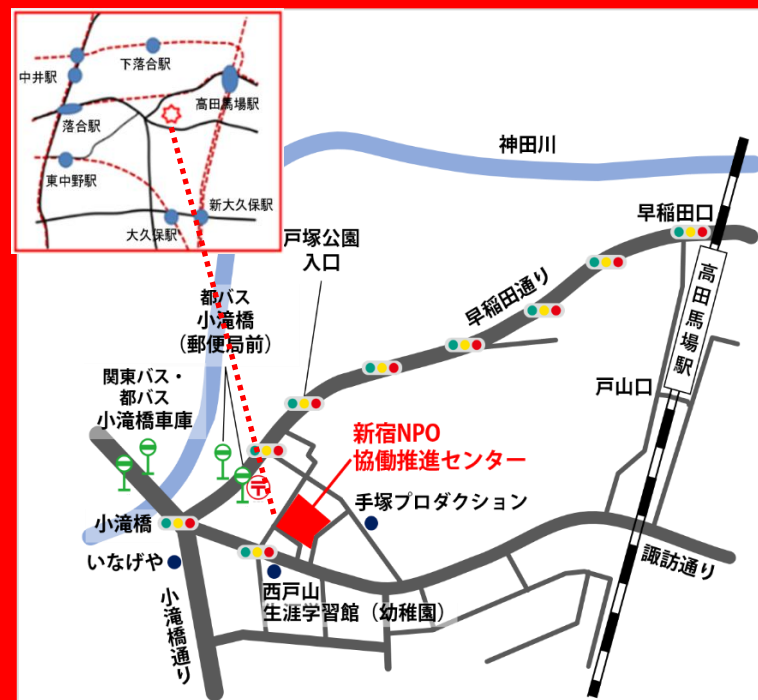 中井駅
下落合駅
高田馬場駅
落合駅
東中野駅
新大久保駅
大久保駅
神田川
早稲田口
戸塚公園
入口
早稲田通り
高田馬場駅
都バス
小滝橋
（郵便局前）
戸山口
関東バス・
都バス
小滝橋車庫
新宿NPO
協働推進センター
手塚プロダクション
小滝橋
いなげや
西戸山
生涯学習館（幼稚園）
諏訪通り
小滝橋通り